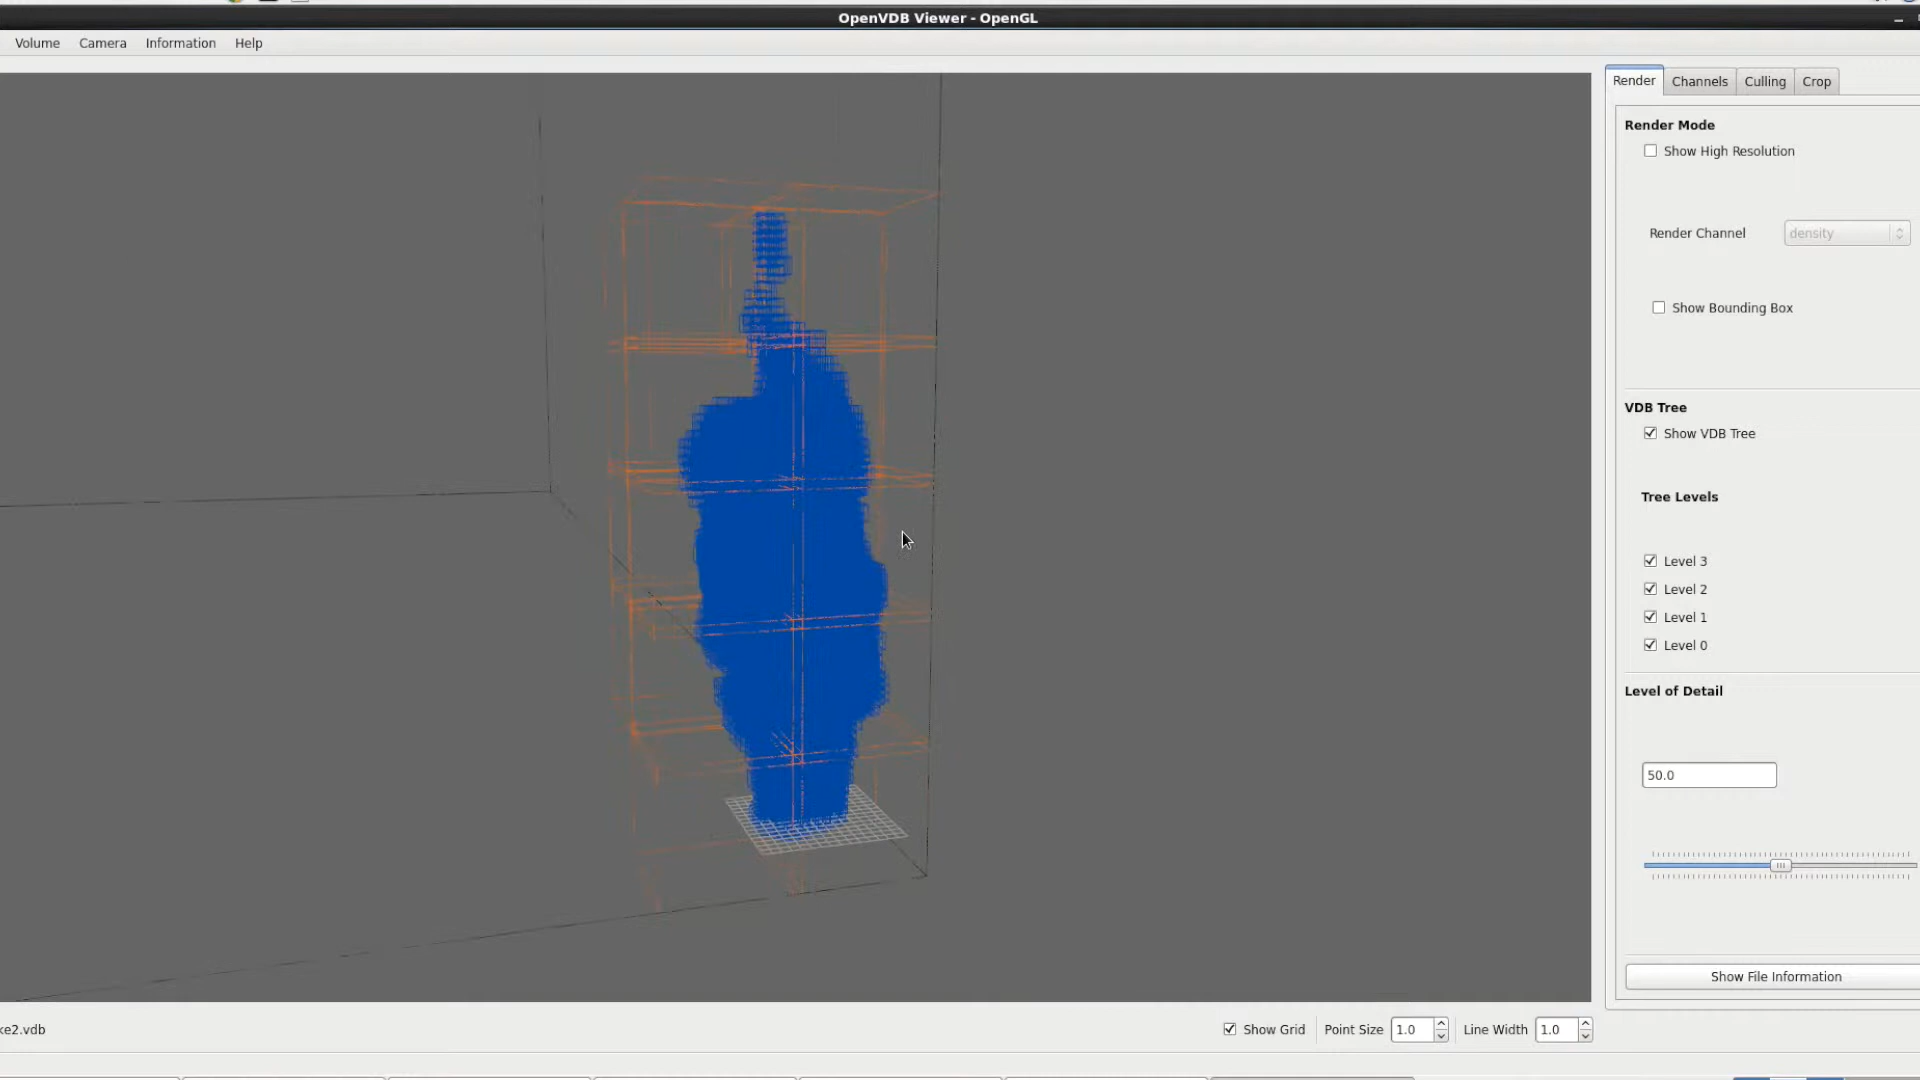 OpenVDB Viewer - OpenGL
Volume Camera Information Help
Render Channels Culling Crop
Render Mode
Show High Resolution
Render Channel density
Show Bounding Box
VDB Tree
Show VDB Tree
Tree Levels
Level 3
Level 2
Level 1
Level 0
Level of Detail
50.0
Show File Information
ke2.vdb
Show Grid Point Size 1.0 Line Width 1.0